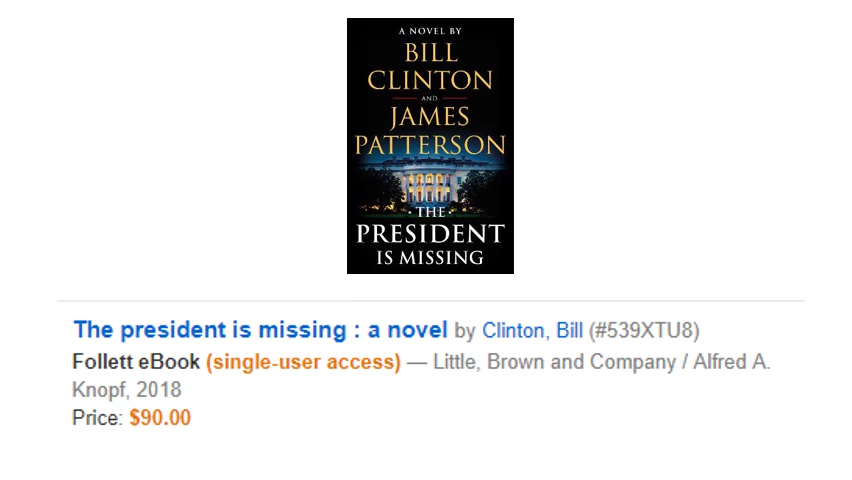 A NOVEL BY
BILL
CLINTON
AND
JAMES
PATTERSON
· THE ·
PRESIDENT
IS MISSING
The president is missing : a novel by Clinton, Bill (#539XTU8)
Follett eBook (single-user access) — Little, Brown and Company / Alfred A.
Knopf, 2018
Price: $90.00